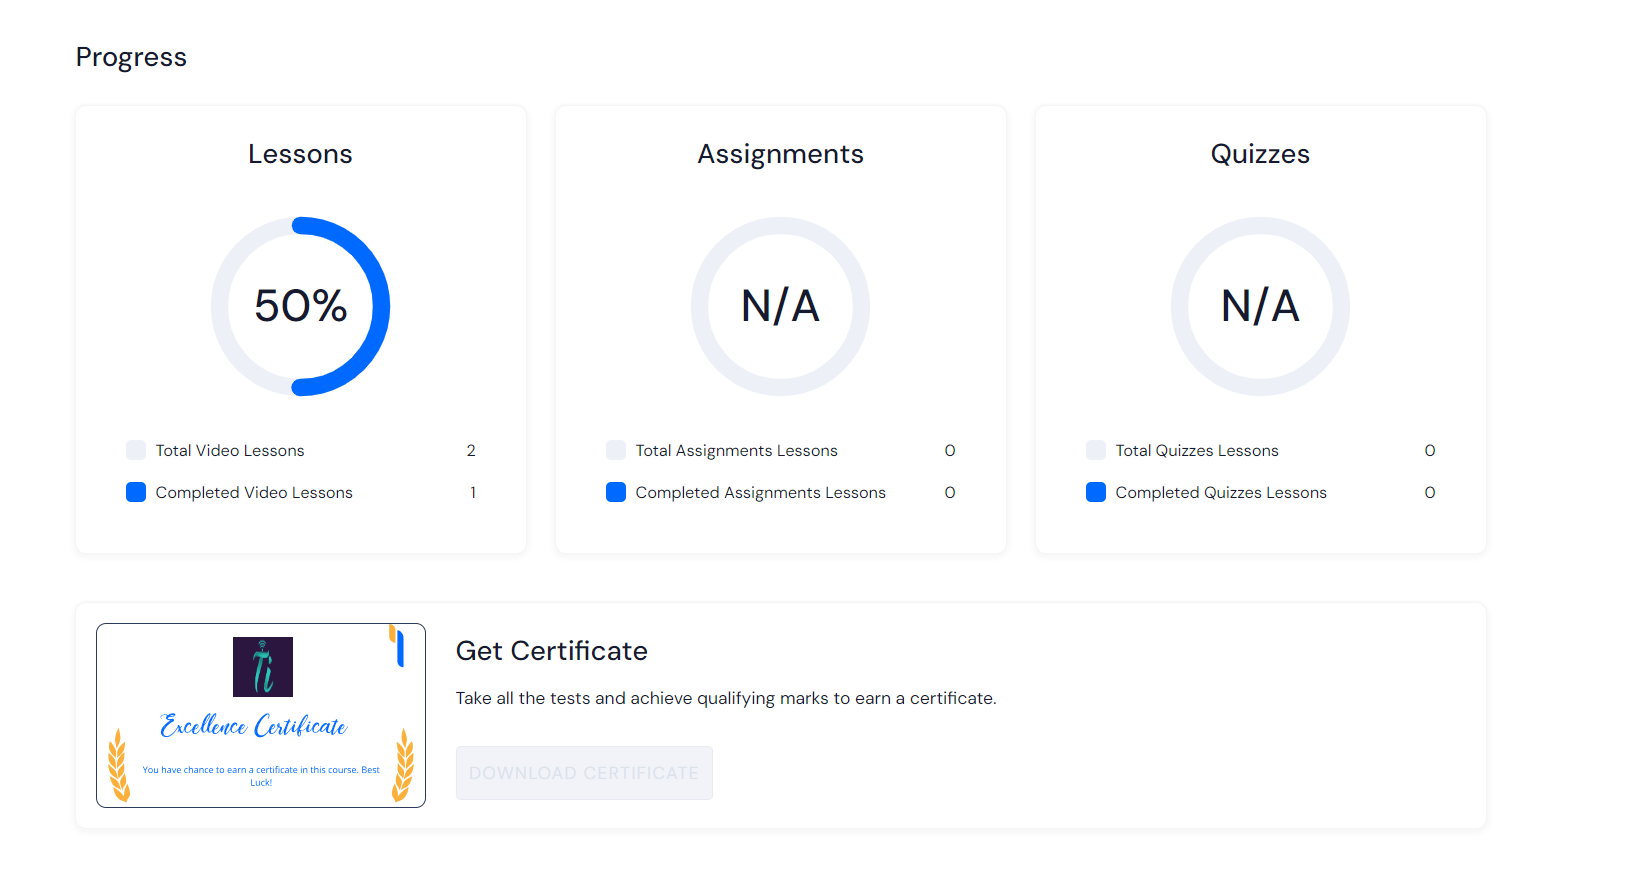 Progress
Lessons
50%
Total Video Lessons 2
Completed Video Lessons 1
Assignments
N/A
Total Assignments Lessons 0
Completed Assignments Lessons 0
Quizzes
N/A
Total Quizzes Lessons 0
Completed Quizzes Lessons 0
Ti
Excellence Certificate
You have chance to earn a certificate in this course. Best
Luck!
Get Certificate
Take all the tests and achieve qualifying marks to earn a certificate.
DOWNLOAD CERTIFICATE